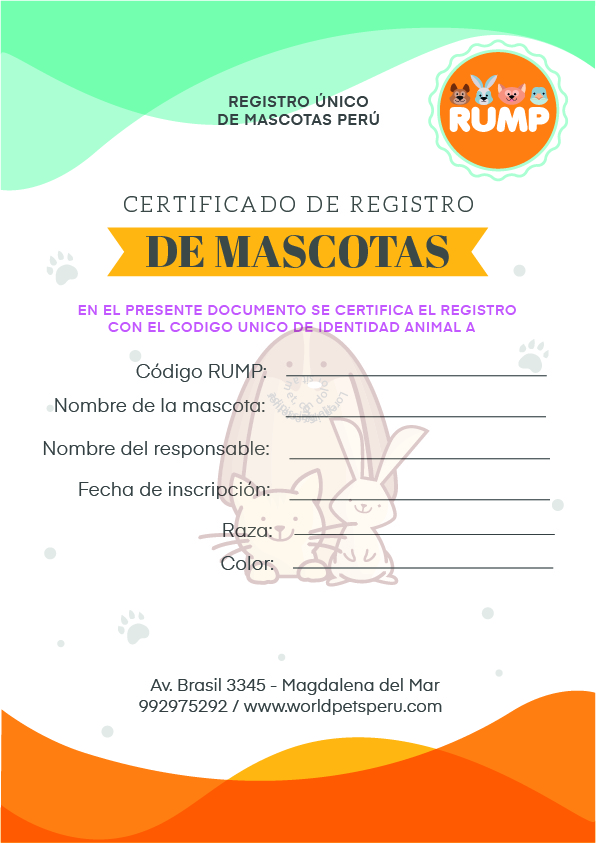 REGISTRO ÚNICO
DE MASCOTAS PERÚ
RUMP
CERTIFICADO DE REGISTRO
DE MASCOTAS
EN EL PRESENTE DOCUMENTO SE CERTIFICA EL REGISTRO
CON EL CODIGO UNICO DE IDENTIDAD ANIMAL A
Código RUMP:
Nombre de la mascota:
Nombre del responsable:
Fecha de inscripción:
Raza:
Color:
Av. Brasil 3345 - Magdalena del Mar
992975292 / www.worldpetsperu.com